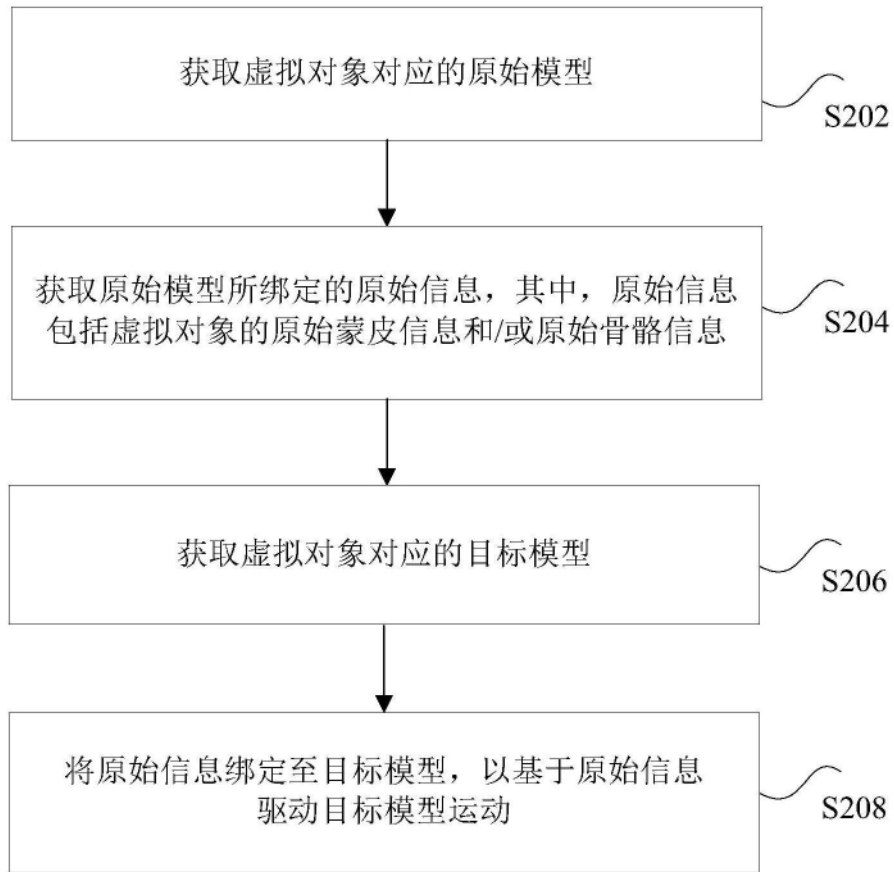 获取虚拟对象对应的原始模型
S202
获取原始模型所绑定的原始信息，其中，原始信息
包括虚拟对象的原始蒙皮信息和/或原始骨骼信息
S204
获取虚拟对象对应的目标模型
S206
将原始信息绑定至目标模型，以基于原始信息
驱动目标模型运动
S208